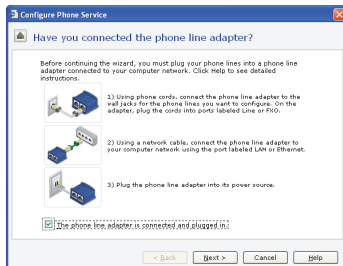 Configure Phone Service
Have you connected the phone line adapter?
Before continuing the wizard, you must plug your phone lines into a phone line
adapter connected to your computer network. Click Help to see detailed
instructions.
1) Using phone cords, connect the phone line adapter to the
wall jacks for the phone lines you want to configure. On the
adapter, plug the cords into ports labeled Line or FXO.
2) Using a network cable, connect the phone line adapter to
your computer network using the port labeled LAN or Ethernet.
3) Plug the phone line adapter into its power source.
The phone line adapter is connected and plugged in.
< Back Next > Cancel Help